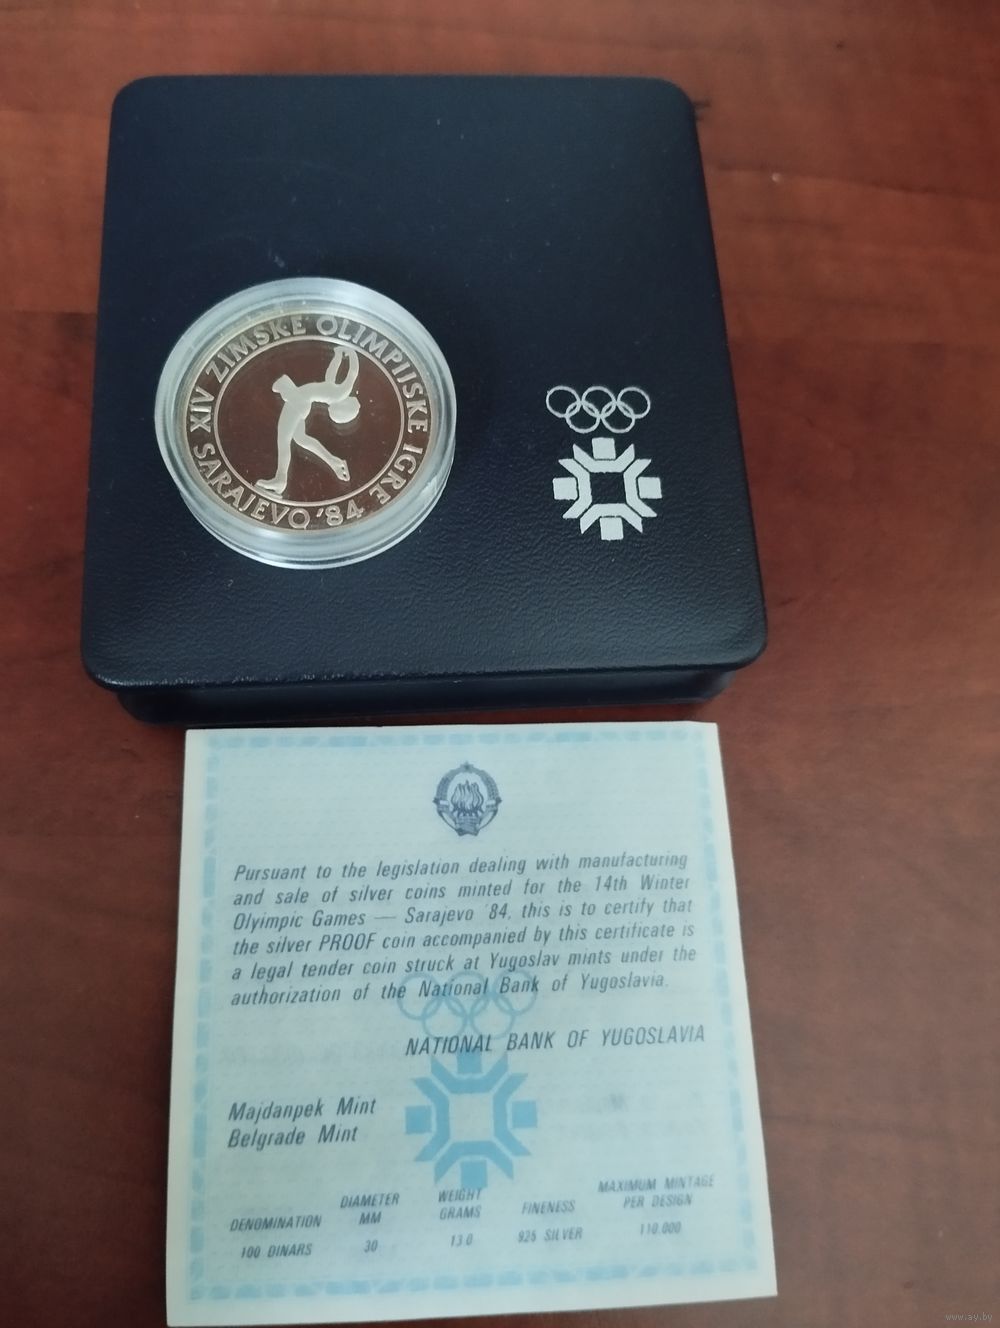 XIV ZIMSKE OLIMPIJSKE IGRE
SARAJEVO '84
Pursuant to the legislation dealing with manufacturing
and sale of silver coins minted for the 14th Winter
Olyimpic Games — Sarajevo '84, this is to certify that
the silver PROOF coin accompanied by this certificate is
a legal tender coin struck at Yugoslav mints under the
authorization of the National Bank of Yugoslavia.
NATIONAL BANK OF YUGOSLAVIA
Majdanpek Mint
Belgrade Mint
DENOMINATION
100 DINARS
DIAMETER
MM
30
WEIGHT
GRAMS
13.0
FINENESS
925 SILVER
MAXIMUM MINTAGE
PER DESIGN
110.000
www.ay.by